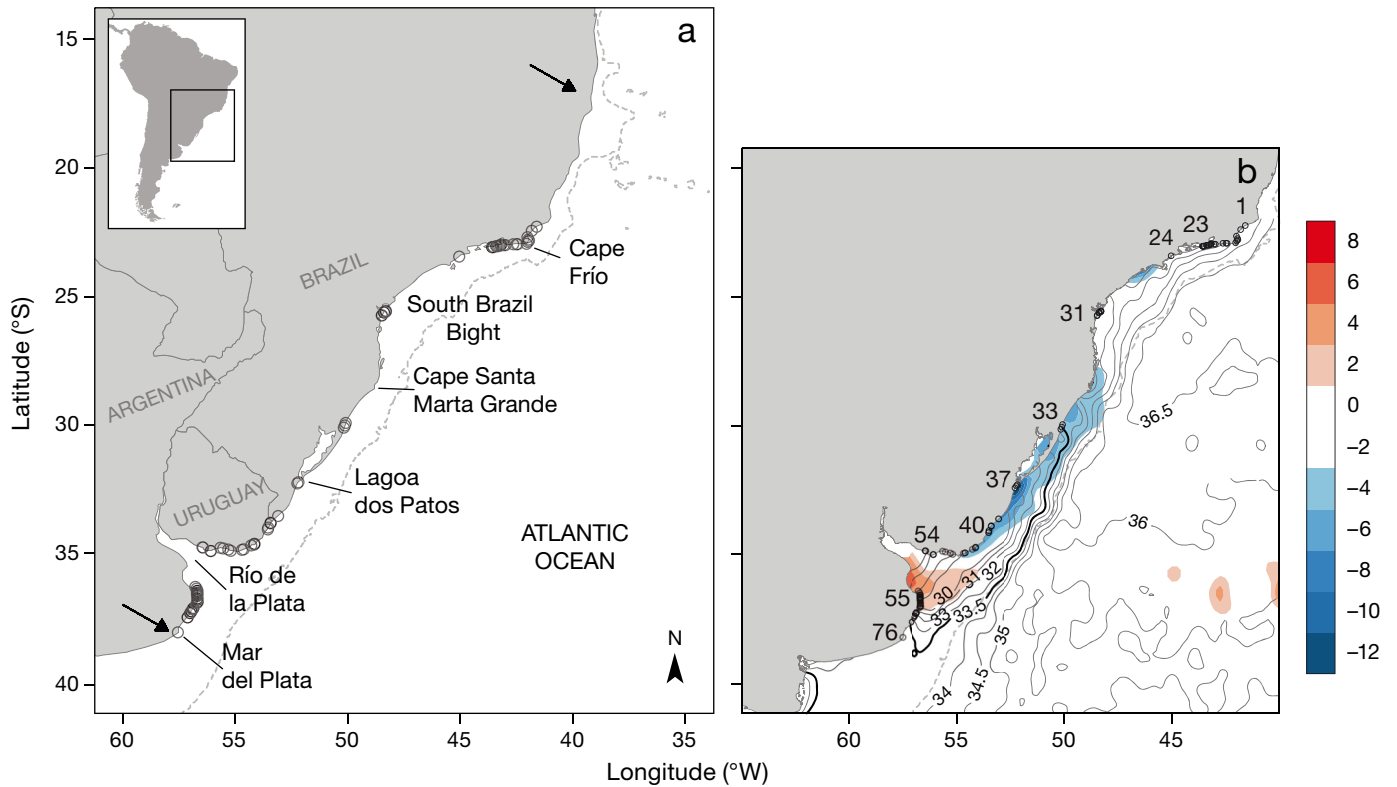 a
15
20
25
30
35
40
Latitude (°S)
BRAZIL
ARGENTINA
URUGUAY
Cape
Frío
South Brazil
Bight
Cape Santa
Marta Grande
Lagoa
dos Patos
ATLANTIC
OCEAN
Río de
la Plata
Mar
del Plata
N
60
55
50
45
40
35
b
1
23
24
31
33
37
40
54
55
76
36.5
36
30
31
32
33
33.5
34
34.5
35
60
55
50
45
Longitude (°W)
8
6
4
2
0
–2
–4
–6
–8
–10
–12